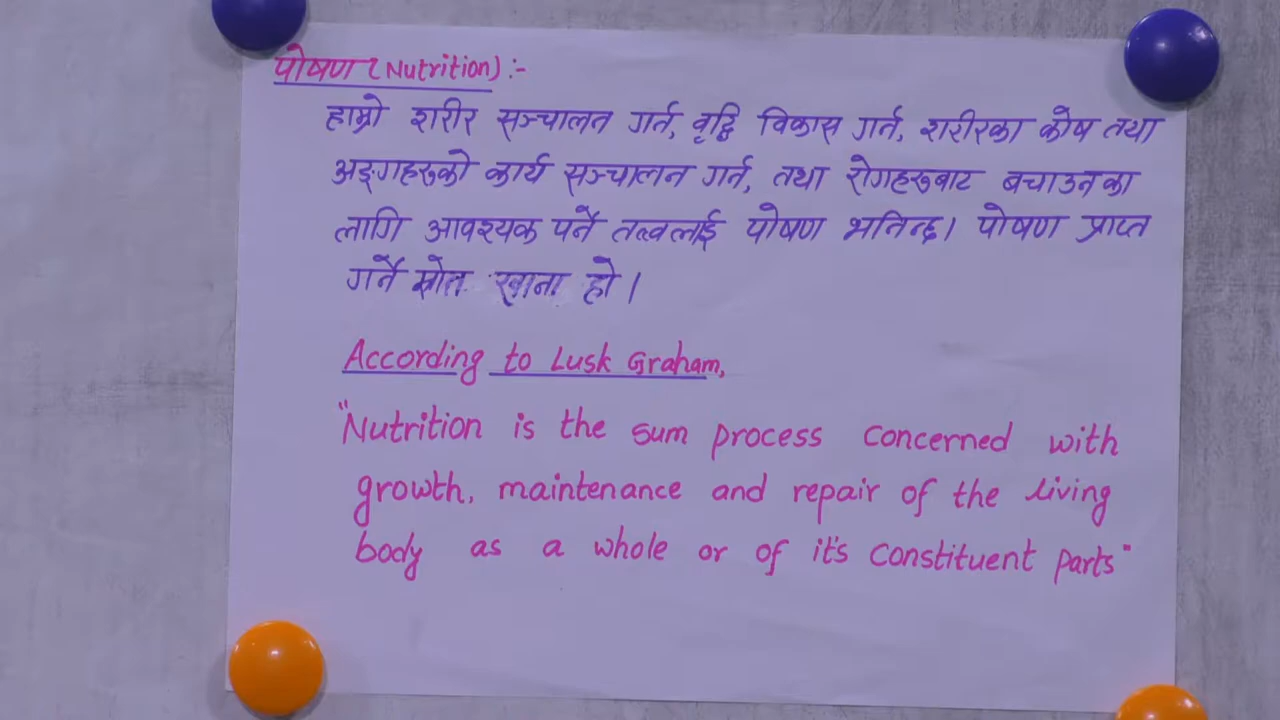 पोषण (Nutrition) :-
हाम्रो शरीर सञ्चालन गर्न, वृद्धि विकास गर्न, शरीरका कोष तथा
अङ्गहरुको कार्य सञ्चालन गर्न, तथा रोगहरुबाट बचाउनका
लागि आवश्यक पर्ने तत्वलाई पोषण भनिन्छ। पोषण प्राप्त
गर्ने स्रोत खाना हो।
According to Lusk Graham,
"Nutrition is the sum process concerned with
growth, maintenance and repair of the living
body as a whole or of it's constituent parts"